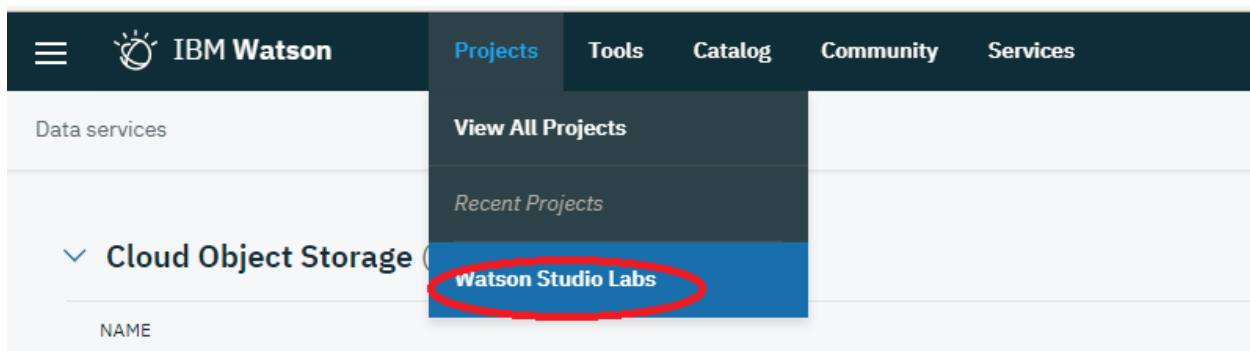 IBM Watson Projects Tools Catalog Community Services
Data services
View All Projects
Recent Projects
Cloud Object Storage (
Watson Studio Labs
NAME